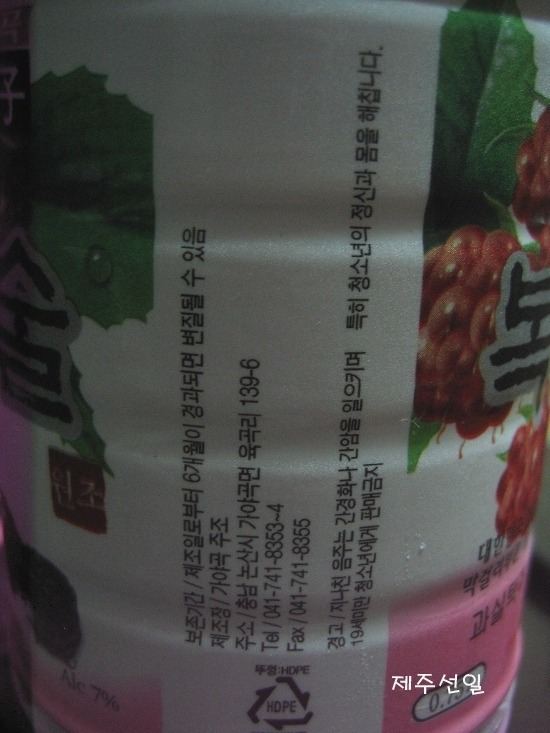 보존기간 / 제조일로부터 6개월이 경과되면 변질될 수 있음
제조장 / 가야곡 주조
주소 / 충남 논산시 가야곡면 육곡리 139-6
Tel / 041-741-8353~4
Fax / 041-741-8355
경고 / 지나친 음주는 간경화나 간암을 일으키며 특히 청소년의 정신과 몸을 해칩니다.
19세미만 청소년에게 판매금지
원조
Alc 7%
뚜껑:HDPE
HDPE
제주선일